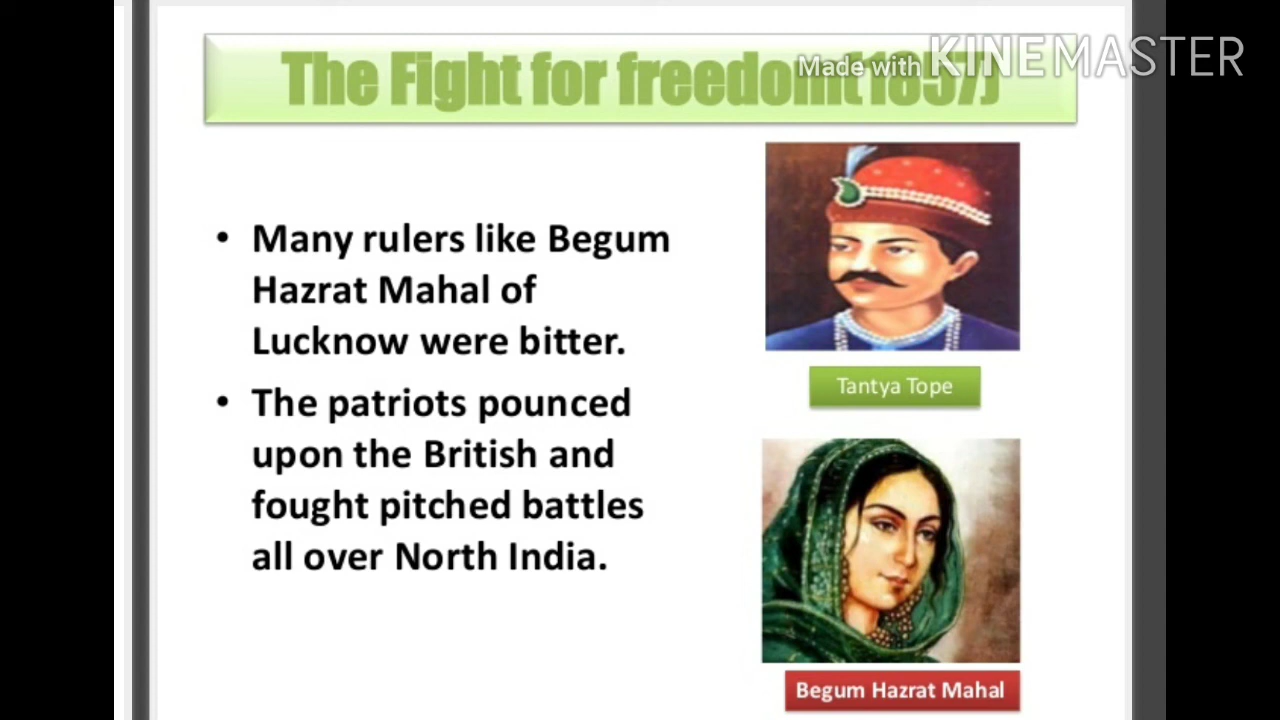 The Fight for freedom(1857)
Made with KINEMASTER
• Many rulers like Begum
Hazrat Mahal of
Lucknow were bitter.
• The patriots pounced
upon the British and
fought pitched battles
all over North India.
Tantya Tope
Begum Hazrat Mahal